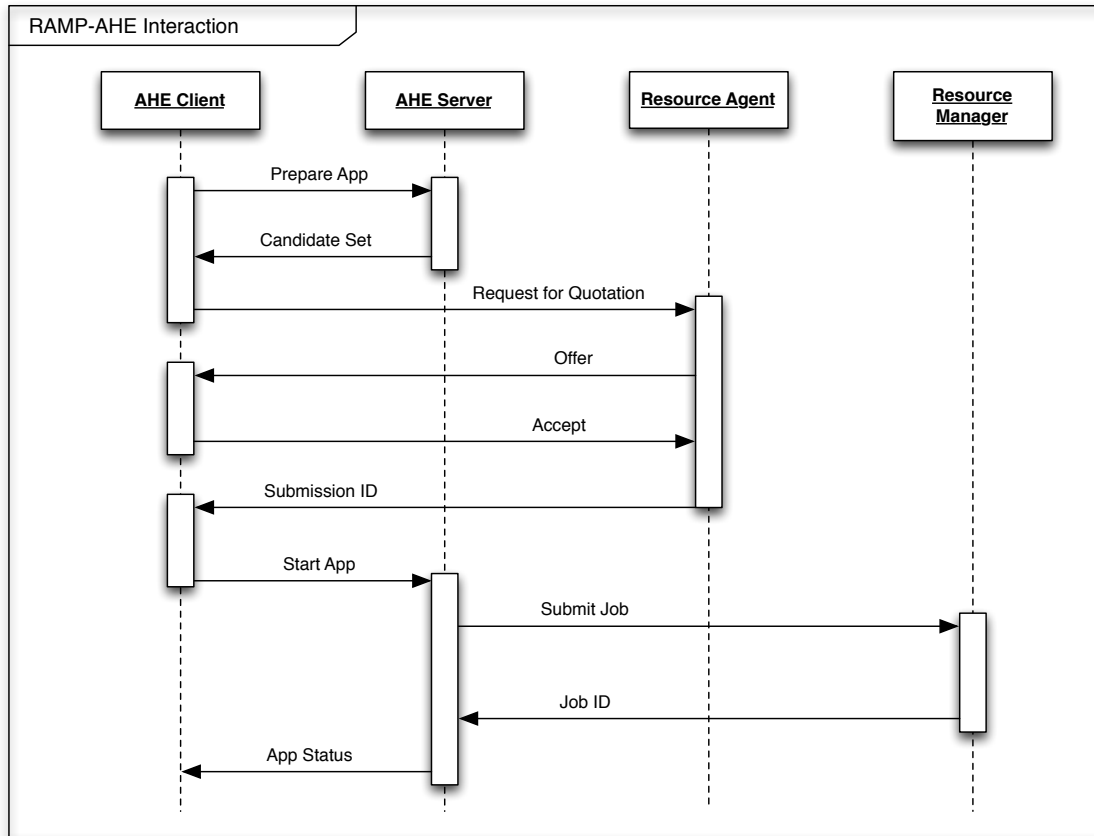 RAMP-AHE Interaction
AHE Client
AHE Server
Resource Agent
Resource
Manager
Prepare App
Candidate Set
Request for Quotation
Offer
Accept
Submission ID
Start App
Submit Job
Job ID
App Status